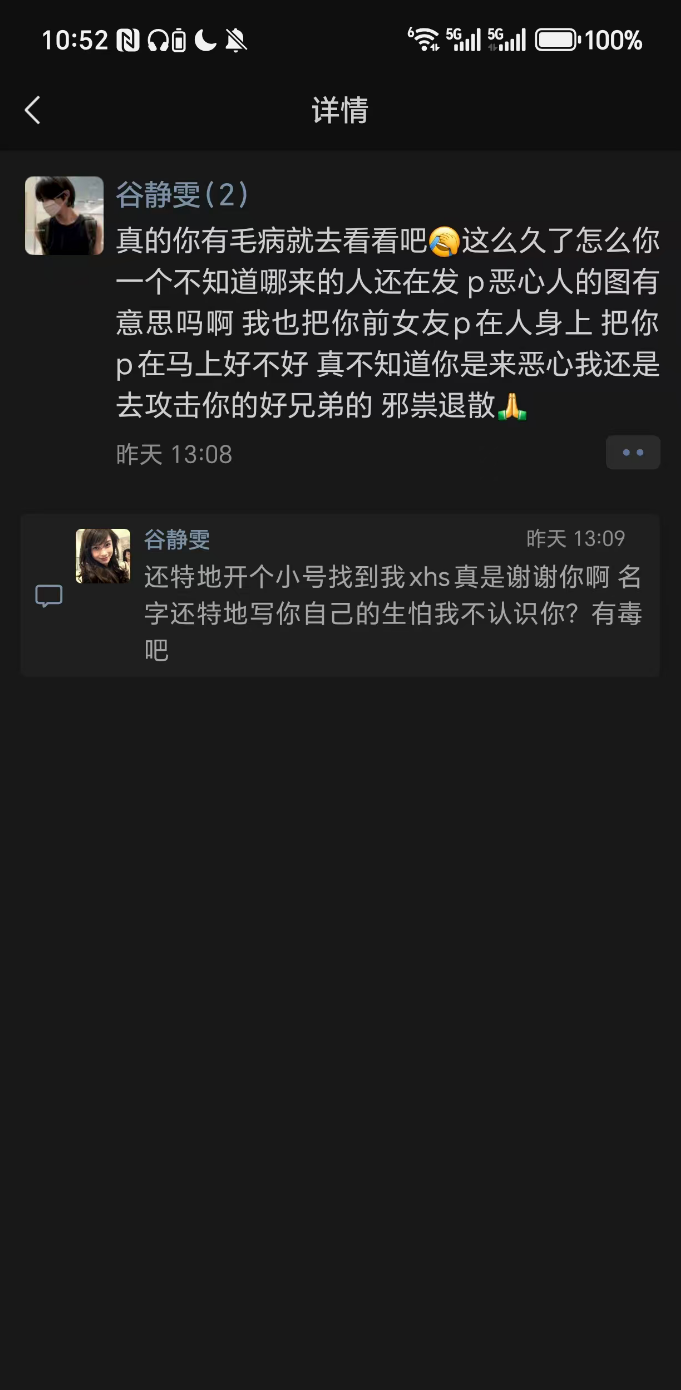 10:52
6 5G 5G 100%
详情
谷静雯(2)
真的你有毛病就去看看吧🤣这么久了怎么你
一个不知道哪来的人还在发 p恶心人的图有
意思吗啊 我也把你前女友p在人身上 把你
p在马上好不好 真不知道你是来恶心我还是
去攻击你的好兄弟的 邪祟退散🙏
昨天 13:08
谷静雯
昨天 13:09
还特地开个小号找到我xhs真是谢谢你啊 名
字还特地写你自己的生怕我不认识你？有毒
吧